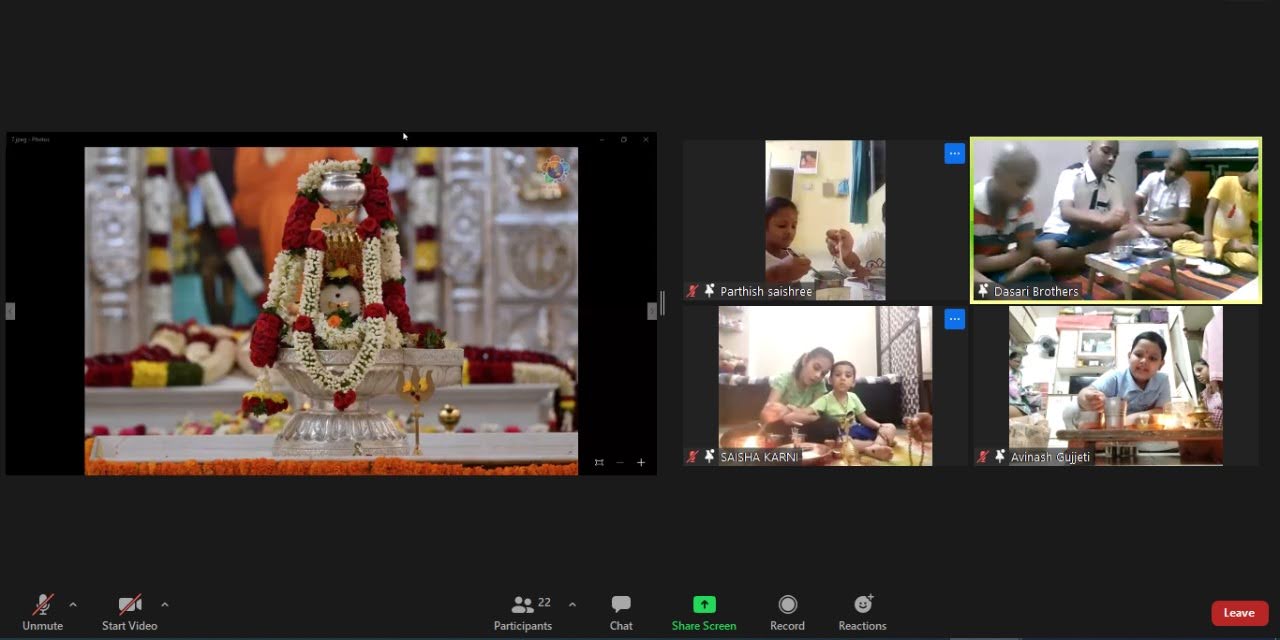 7.jpeg - Photos
Parthish saishree
Dasari Brothers
SAISHA KARNI
Avinash Gujjeti
Unmute
Start Video
22
Participants
Chat
Share Screen
Record
Reactions
Leave